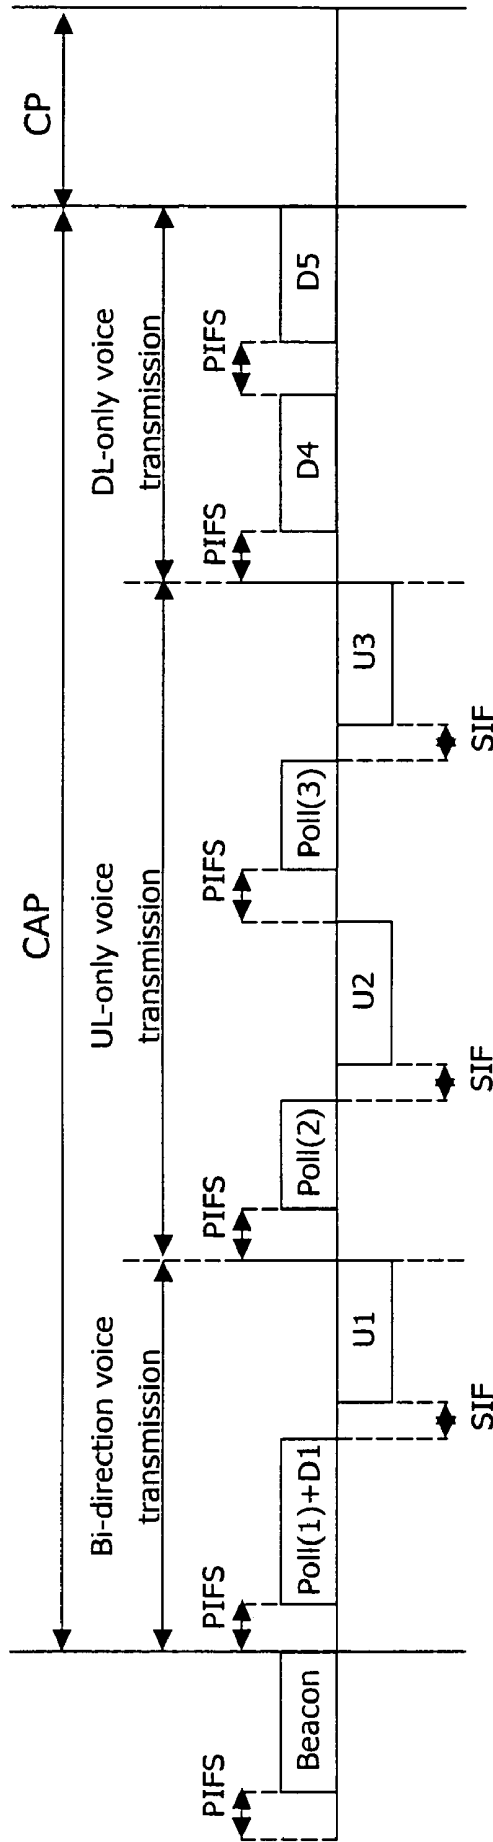 CAP
CP
Bi-direction voice
transmission
UL-only voice
transmission
DL-only voice
transmission
PIFS
PIFS
PIFS
PIFS
PIFS
PIFS
Beacon
Poll(1)+D1
Poll(2)
Poll(3)
D4
D5
U1
U2
U3
SIF
SIF
SIF